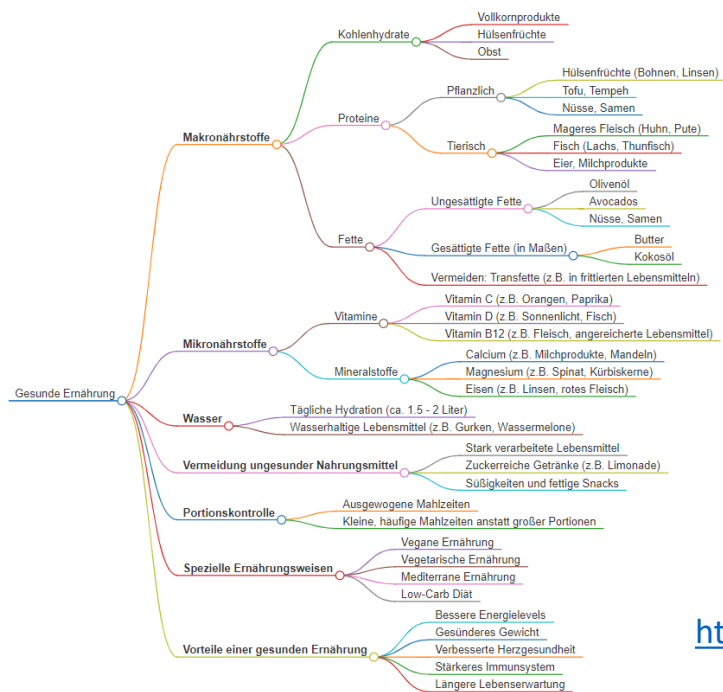 Gesunde Ernährung
Makronährstoffe
Kohlenhydrate
Vollkornprodukte
Hülsenfrüchte
Obst
Proteine
Pflanzlich
Hülsenfrüchte (Bohnen, Linsen)
Tofu, Tempeh
Nüsse, Samen
Tierisch
Mageres Fleisch (Huhn, Pute)
Fisch (Lachs, Thunfisch)
Eier, Milchprodukte
Fette
Ungesättigte Fette
Olivenöl
Avocados
Nüsse, Samen
Gesättigte Fette (in Maßen)
Butter
Kokosöl
Vermeiden: Transfette (z.B. in frittierten Lebensmitteln)
Mikronährstoffe
Vitamine
Vitamin C (z.B. Orangen, Paprika)
Vitamin D (z.B. Sonnenlicht, Fisch)
Vitamin B12 (z.B. Fleisch, angereicherte Lebensmittel)
Mineralstoffe
Calcium (z.B. Milchprodukte, Mandeln)
Magnesium (z.B. Spinat, Kürbiskerne)
Eisen (z.B. Linsen, rotes Fleisch)
Wasser
Tägliche Hydration (ca. 1.5 - 2 Liter)
Wasserhaltige Lebensmittel (z.B. Gurken, Wassermelone)
Vermeidung ungesunder Nahrungsmittel
Stark verarbeitete Lebensmittel
Zuckerreiche Getränke (z.B. Limonade)
Süßigkeiten und fettige Snacks
Portionskontrolle
Ausgewogene Mahlzeiten
Kleine, häufige Mahlzeiten anstatt großer Portionen
Spezielle Ernährungsweisen
Vegane Ernährung
Vegetarische Ernährung
Mediterrane Ernährung
Low-Carb Diät
Vorteile einer gesunden Ernährung
Bessere Energielevels
Gesünderes Gewicht
Verbesserte Herzgesundheit
Stärkeres Immunsystem
Längere Lebenserwartung
ht